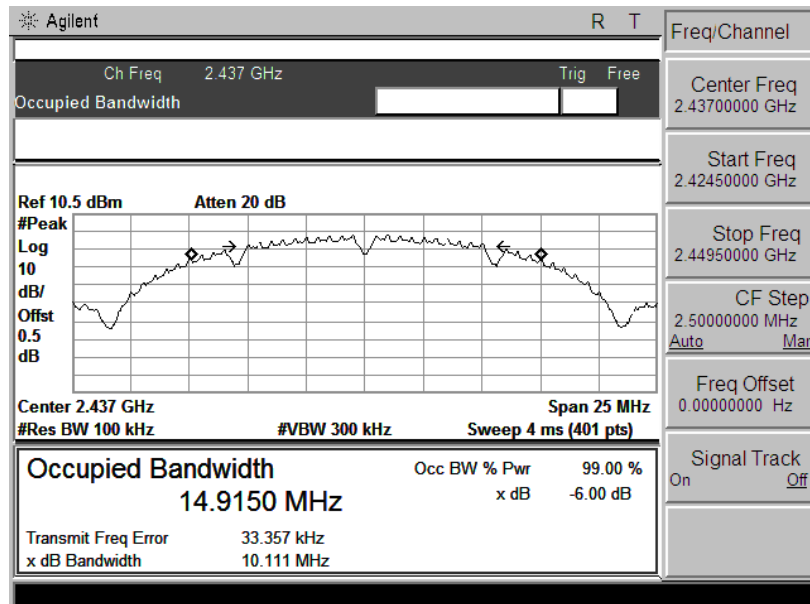 Agilent R T
Freq/Channel
Ch Freq 2.437 GHz Trig Free
Occupied Bandwidth
Center Freq
2.43700000 GHz
Start Freq
2.42450000 GHz
Stop Freq
2.44950000 GHz
CF Step
2.50000000 MHz
Auto Man
Freq Offset
0.00000000 Hz
Signal Track
On Off
Ref 10.5 dBm Atten 20 dB
#Peak
Log
10
dB/
Offst
0.5
dB
Center 2.437 GHz Span 25 MHz
#Res BW 100 kHz #VBW 300 kHz Sweep 4 ms (401 pts)
Occupied Bandwidth
14.9150 MHz
Occ BW % Pwr 99.00 %
x dB -6.00 dB
Transmit Freq Error 33.357 kHz
x dB Bandwidth 10.111 MHz